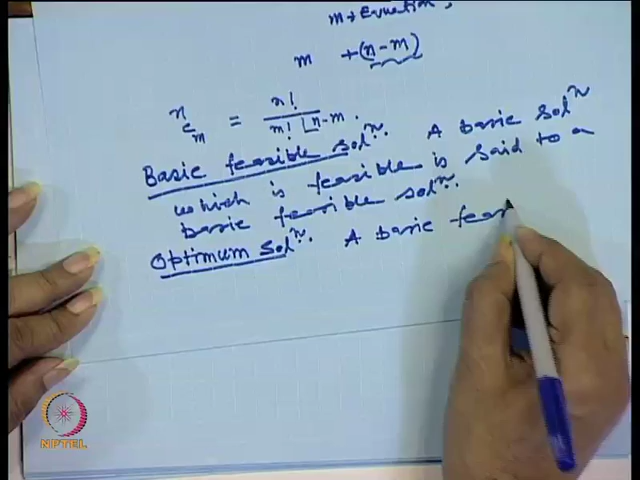 m → Equation,
m + (n-m)
ⁿcₘ = n! / m! ⌊n-m .
Basic feasible solⁿ. A basic solⁿ
which is feasible is said to a
basic feasible solⁿ.
Optimum solⁿ. A basic feas
NPTEL